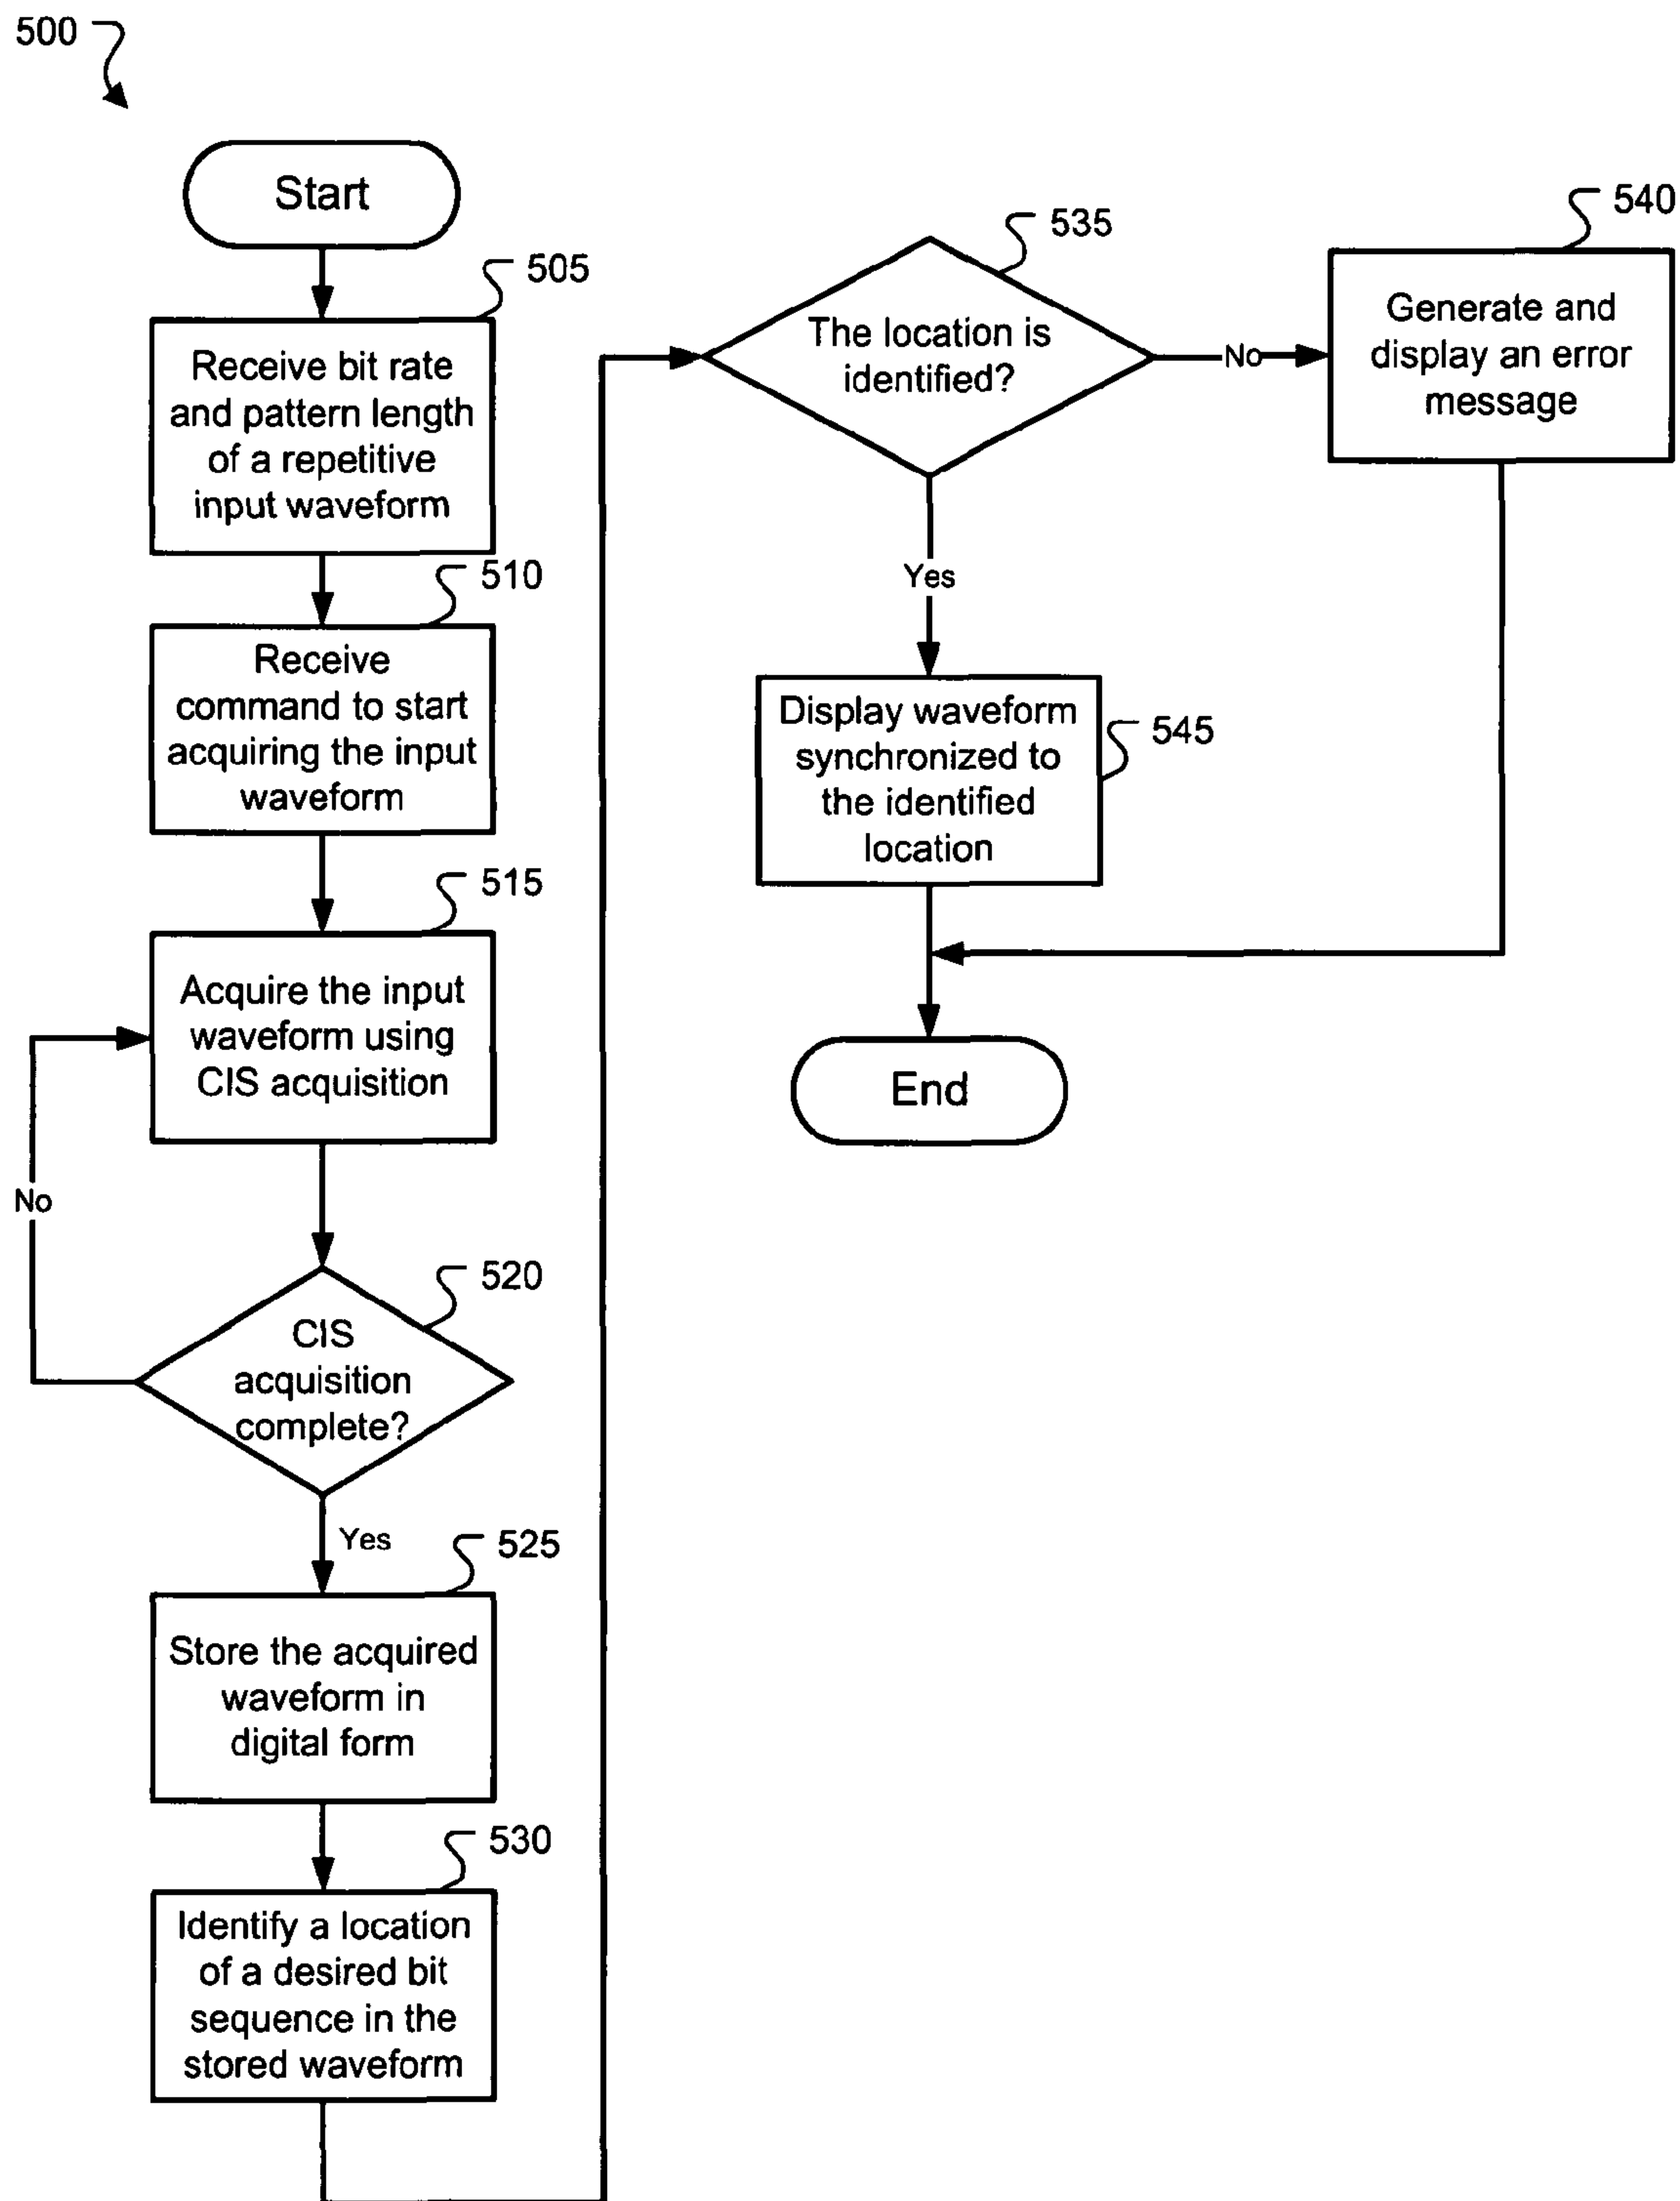 500
Start
505
Receive bit rate
and pattern length
of a repetitive
input waveform
510
Receive
command to start
acquiring the input
waveform
515
Acquire the input
waveform using
CIS acquisition
No
520
CIS
acquisition
complete?
Yes
525
Store the acquired
waveform in
digital form
530
Identify a location
of a desired bit
sequence in the
stored waveform
535
The location is
identified?
No
540
Generate and
display an error
message
Yes
545
Display waveform
synchronized to
the identified
location
End